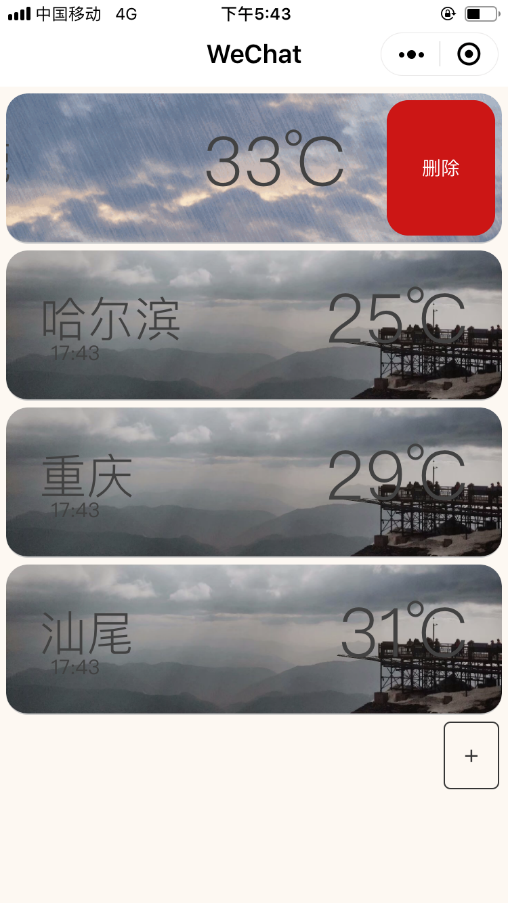 中国移动 4G 下午5:43
WeChat
33℃ 删除
哈尔滨 25℃
17:43
重庆 29℃
17:43
汕尾 31℃
17:43
+